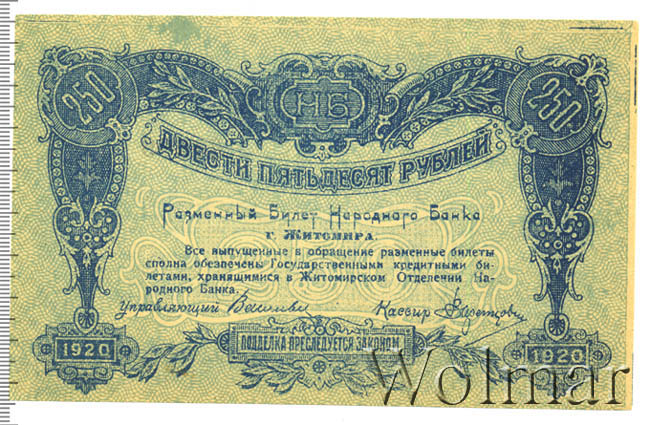 250 НБ 250
ДВЕСТИ ПЯТЬДЕСЯТ РУБЛЕЙ
Разменный Билет Народного Банка
г. Житомира.
Все выпущенные в обращение разменные билеты
сполна обезпечены Государственными кредитными би-
летами, хранящимися в Житомирском Отделении На-
родного Банка.
Управляющий Кассир
1920 ПОДДЕЛКА ПРЕСЛЕДУЕТСЯ ЗАКОНОМ. 1920
Wolmar